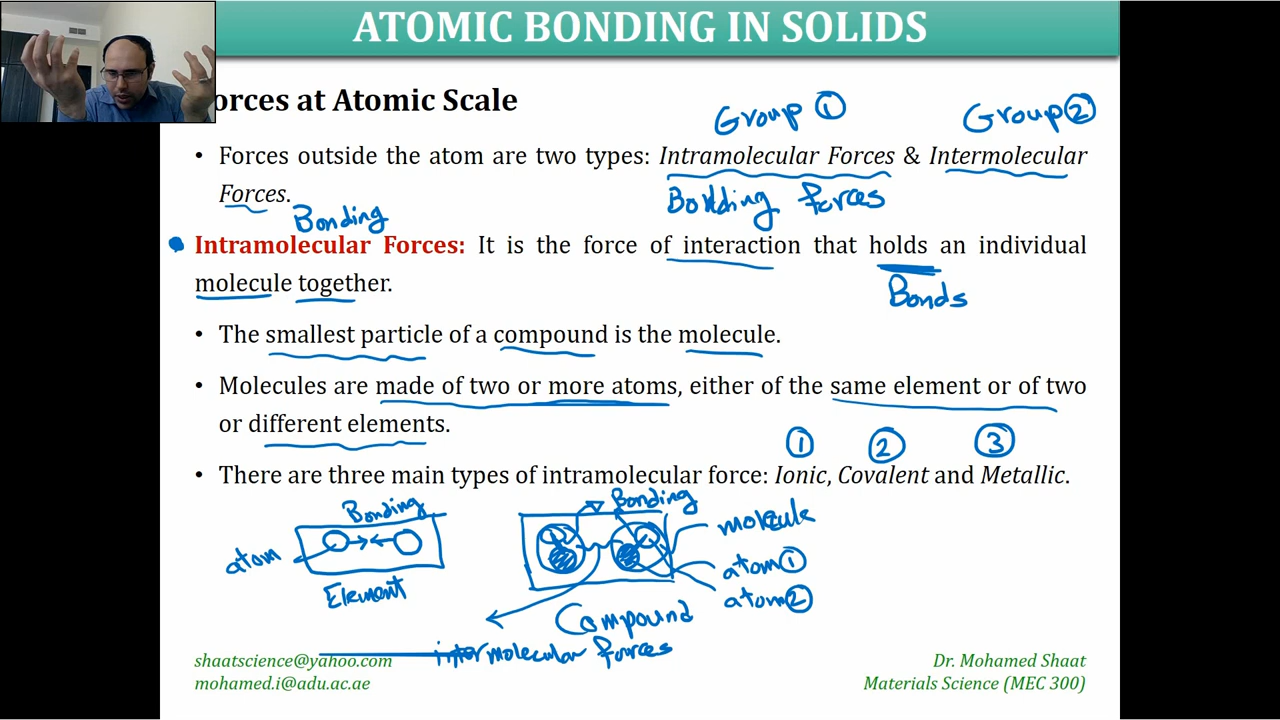 ATOMIC BONDING IN SOLIDS
orces at Atomic Scale
Group ① Group ②
• Forces outside the atom are two types: Intramolecular Forces & Intermolecular
Forces.
Bonding forces
Bonding
• Intramolecular Forces: It is the force of interaction that holds an individual
molecule together.
Bonds
• The smallest particle of a compound is the molecule.
• Molecules are made of two or more atoms, either of the same element or of two
or different elements.
① ② ③
• There are three main types of intramolecular force: Ionic, Covalent and Metallic.
Bonding
Bonding
molecule
atom
atom ①
Element
atom ②
Compound
intermolecular forces
shaatscience@yahoo.com
mohamed.i@adu.ac.ae
Dr. Mohamed Shaat
Materials Science (MEC 300)